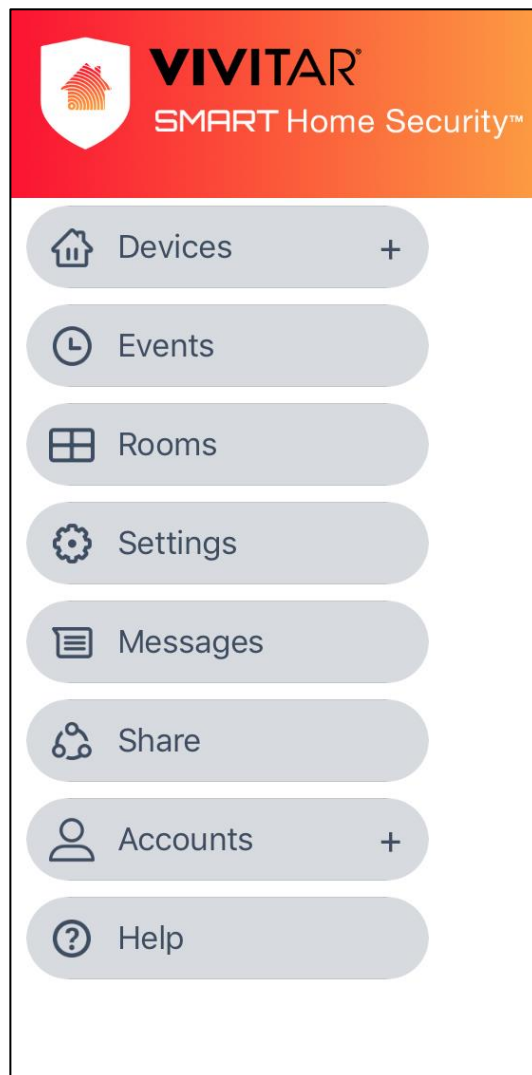 VIVITAR®
SMART Home Security™
Devices +
Events
Rooms
Settings
Messages
Share
Accounts +
Help